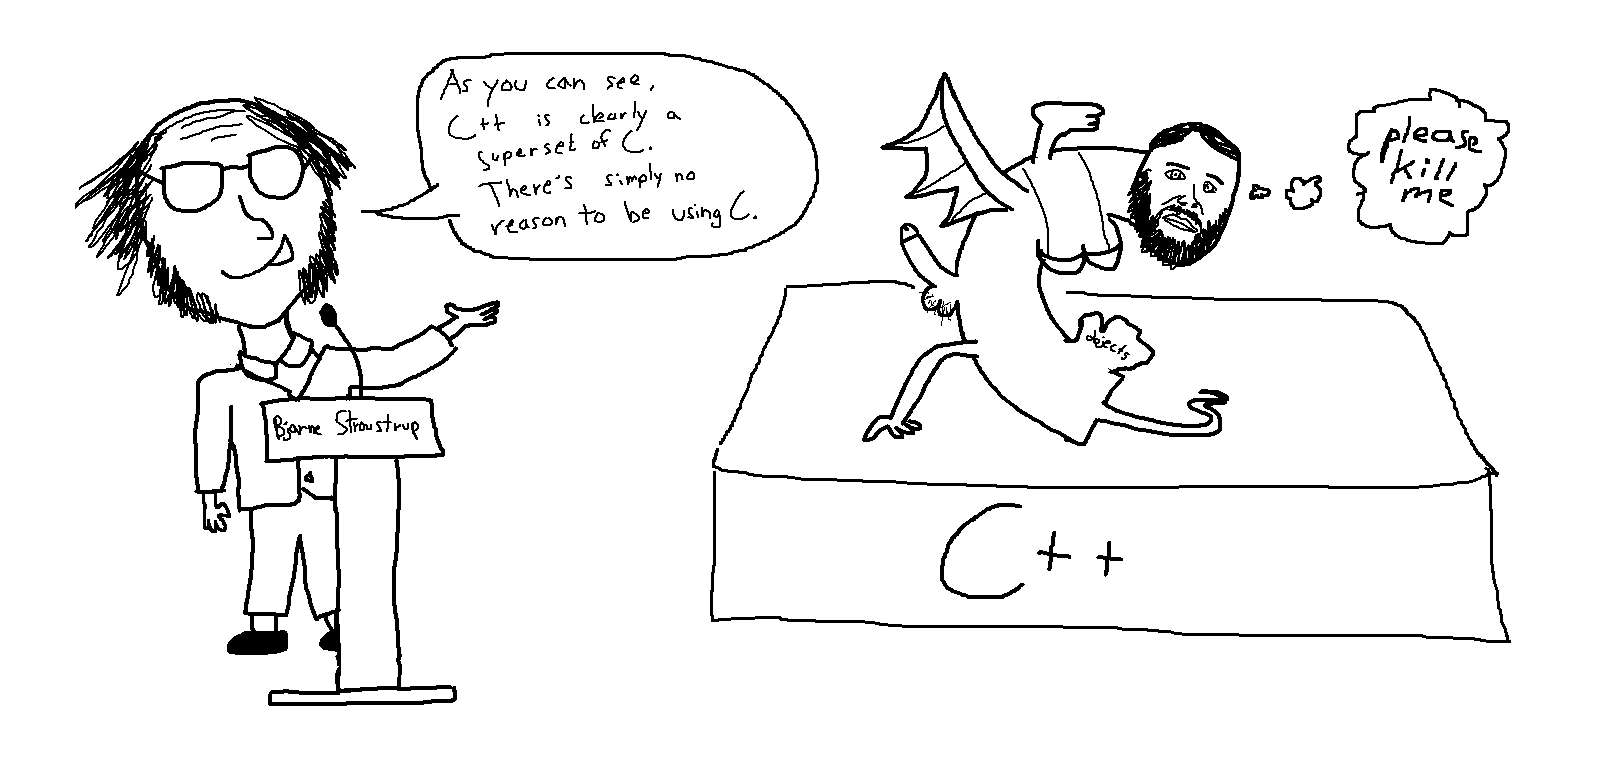 As you can see,
C++ is clearly a
superset of C.
There's simply no
reason to be using C.
please
kill
me
objects
Bjarne Stroustrup
C++